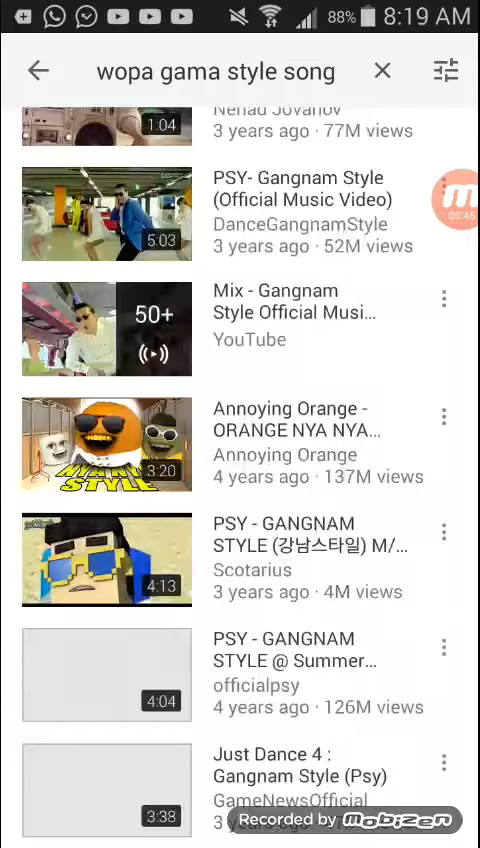 88% 8:19 AM
wopa gama style song
Nenad Jovanov
1:04
3 years ago · 77M views
PSY- Gangnam Style
(Official Music Video)
DanceGangnamStyle
5:03
3 years ago · 52M views
00:46
Mix - Gangnam
50+
Style Official Musi...
YouTube
Annoying Orange -
ORANGE NYA NYA...
Annoying Orange
3:20
STYLE
4 years ago · 137M views
PSY - GANGNAM
STYLE (강남스타일) M/...
Scotarius
4:13
3 years ago · 4M views
PSY - GANGNAM
STYLE @ Summer...
officialpsy
4:04
4 years ago · 126M views
Just Dance 4 :
Gangnam Style (Psy)
GameNewsOfficial
3:38
Recorded by Mobizen